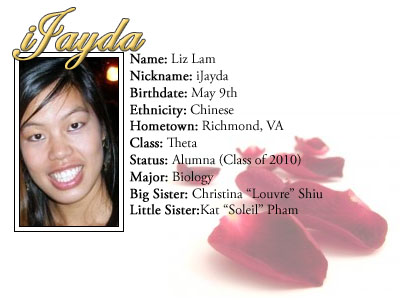 iJayda
Name: Liz Lam
Nickname: iJayda
Birthdate: May 9th
Ethnicity: Chinese
Hometown: Richmond, VA
Class: Theta
Status: Alumna (Class of 2010)
Major: Biology
Big Sister: Christina “Louvre” Shiu
Little Sister:Kat “Soleil” Pham